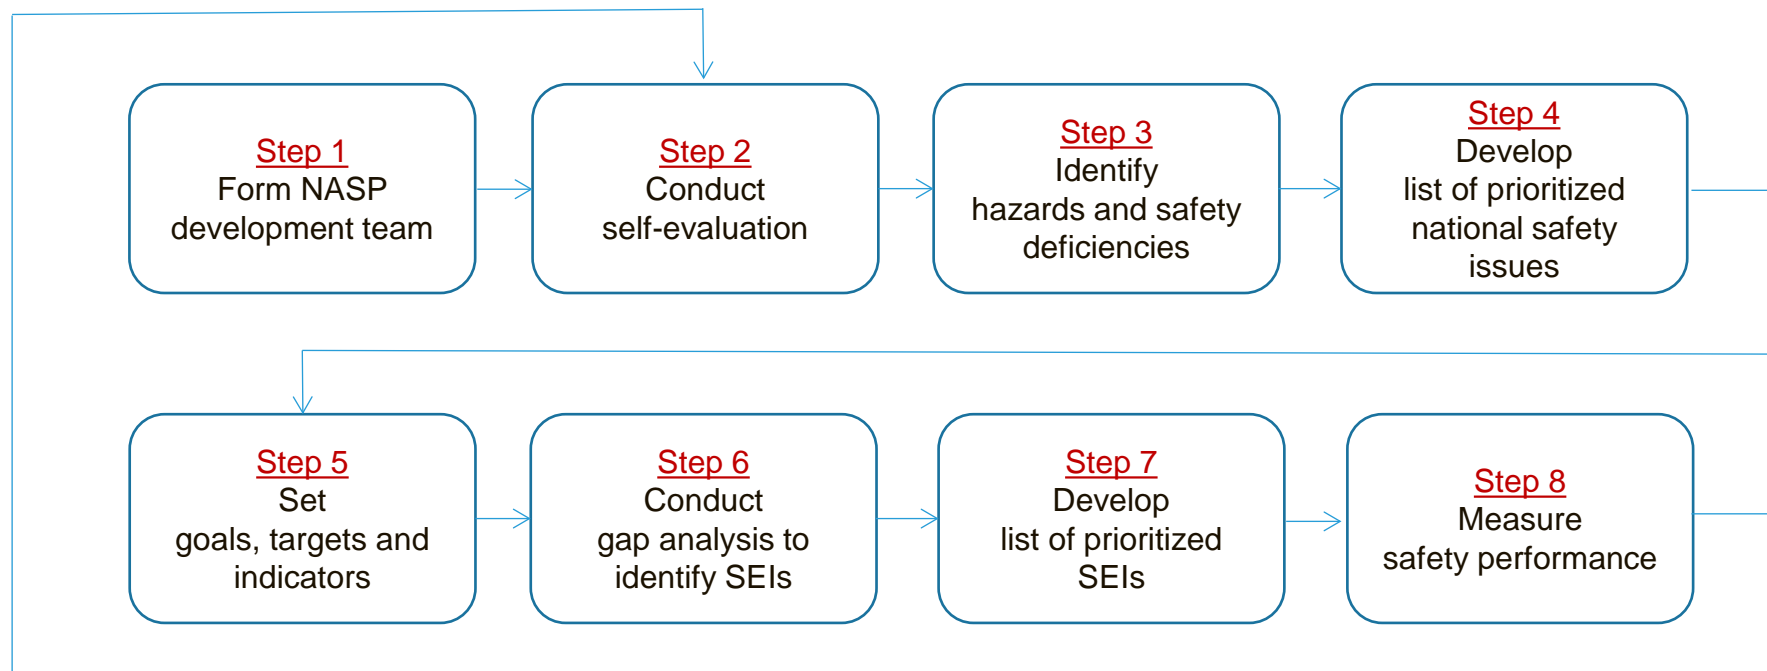 Step 1
Form NASP
development team
Step 2
Conduct
self-evaluation
Step 3
Identify
hazards and safety
deficiencies
Step 4
Develop
list of prioritized
national safety
issues
Step 5
Set
goals, targets and
indicators
Step 6
Conduct
gap analysis to
identify SEIs
Step 7
Develop
list of prioritized
SEIs
Step 8
Measure
safety performance